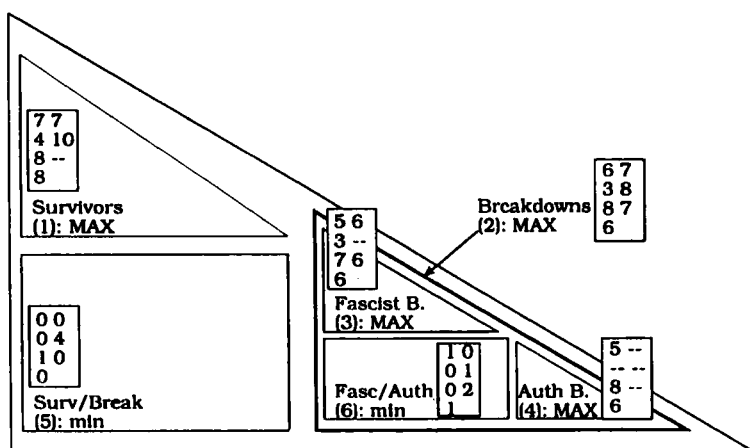 7 7
4 10
8 --
8
Survivors
(1): MAX
5 6
3 --
7 6
6
Fascist B.
(3): MAX
Breakdowns
(2): MAX
6 7
3 8
8 7
6
0 0
0 4
1 0
0
Surv/Break
(5): min
Fasc/Auth
(6): min
1 0
0 1
0 2
1
Auth B.
(4): MAX
5 --
-- --
8 --
6